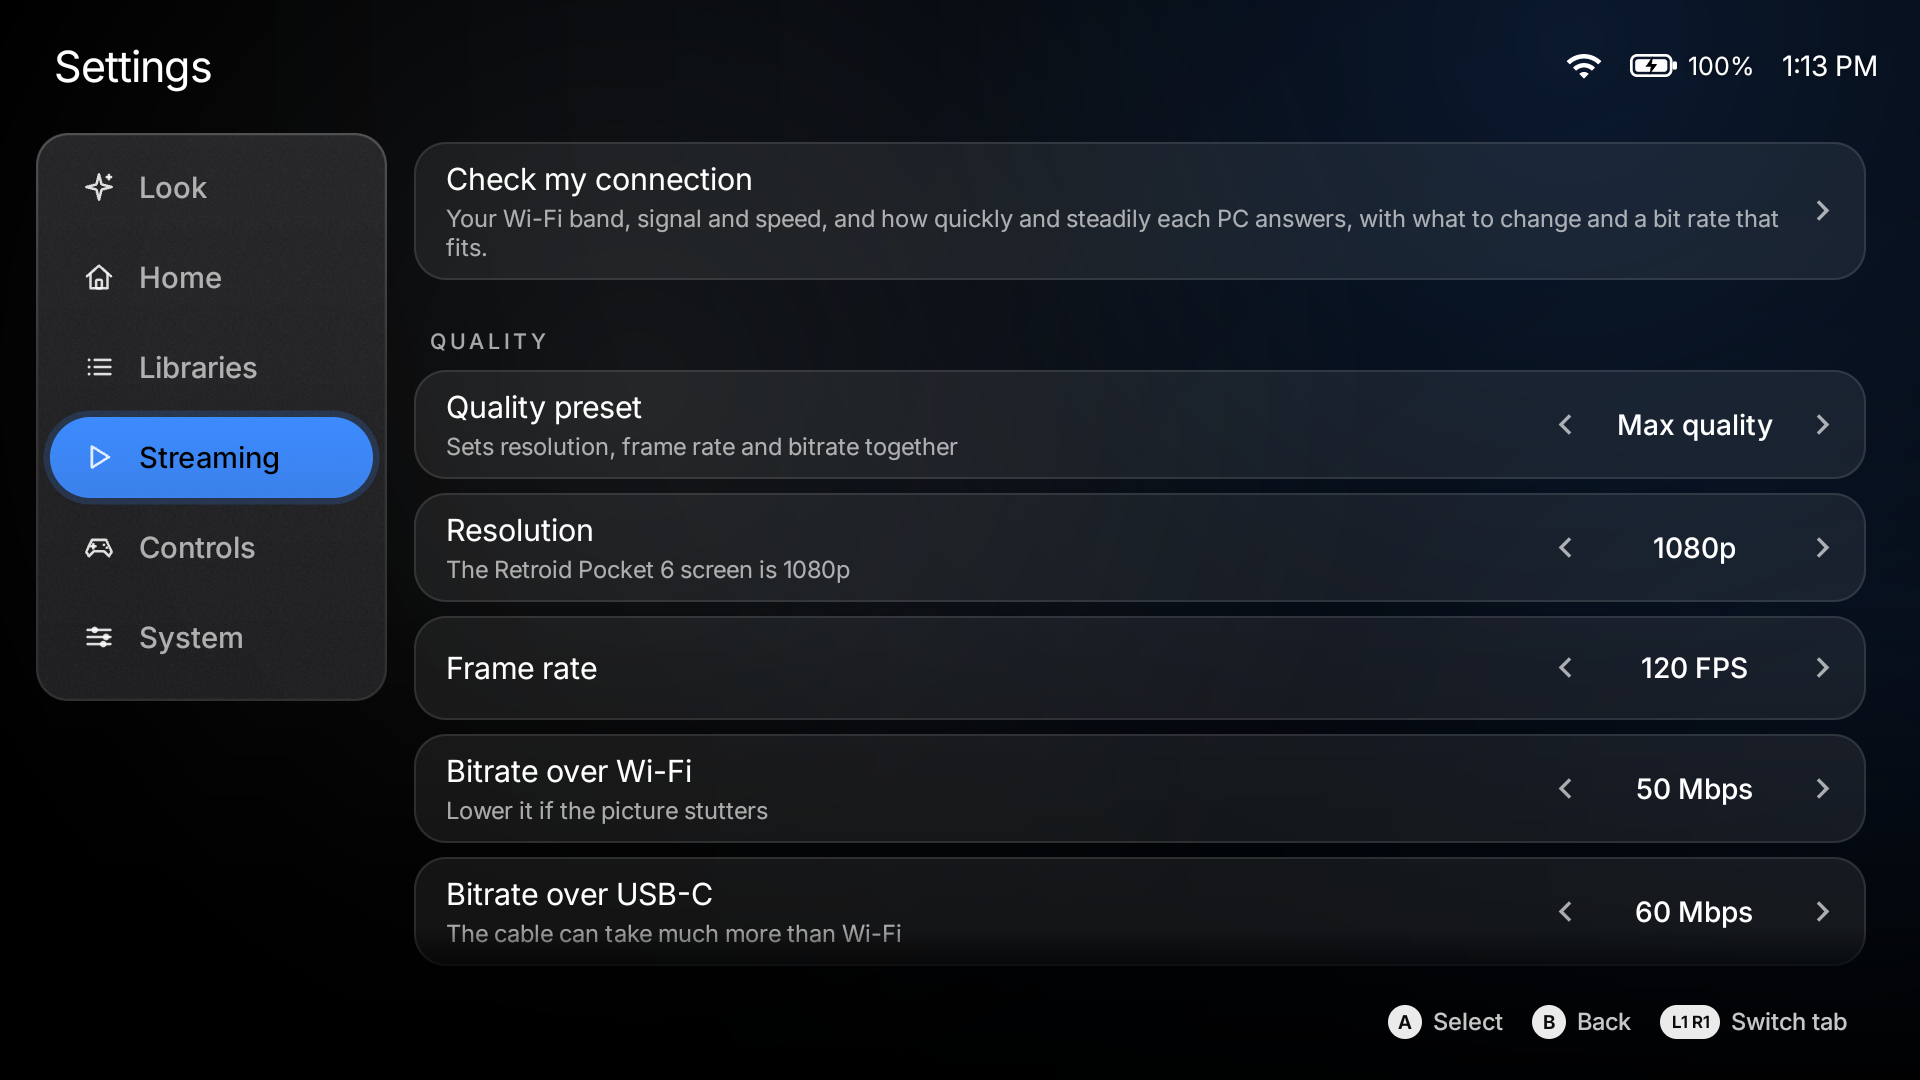 Settings
100%
1:13 PM
Look
Home
Libraries
Streaming
Controls
System
Check my connection
Your Wi-Fi band, signal and speed, and how quickly and steadily each PC answers, with what to change and a bit rate that
fits.
QUALITY
Quality preset
Sets resolution, frame rate and bitrate together
Max quality
Resolution
The Retroid Pocket 6 screen is 1080p
1080p
Frame rate
120 FPS
Bitrate over Wi-Fi
Lower it if the picture stutters
50 Mbps
Bitrate over USB-C
The cable can take much more than Wi-Fi
60 Mbps
A Select
B Back
L1 R1 Switch tab